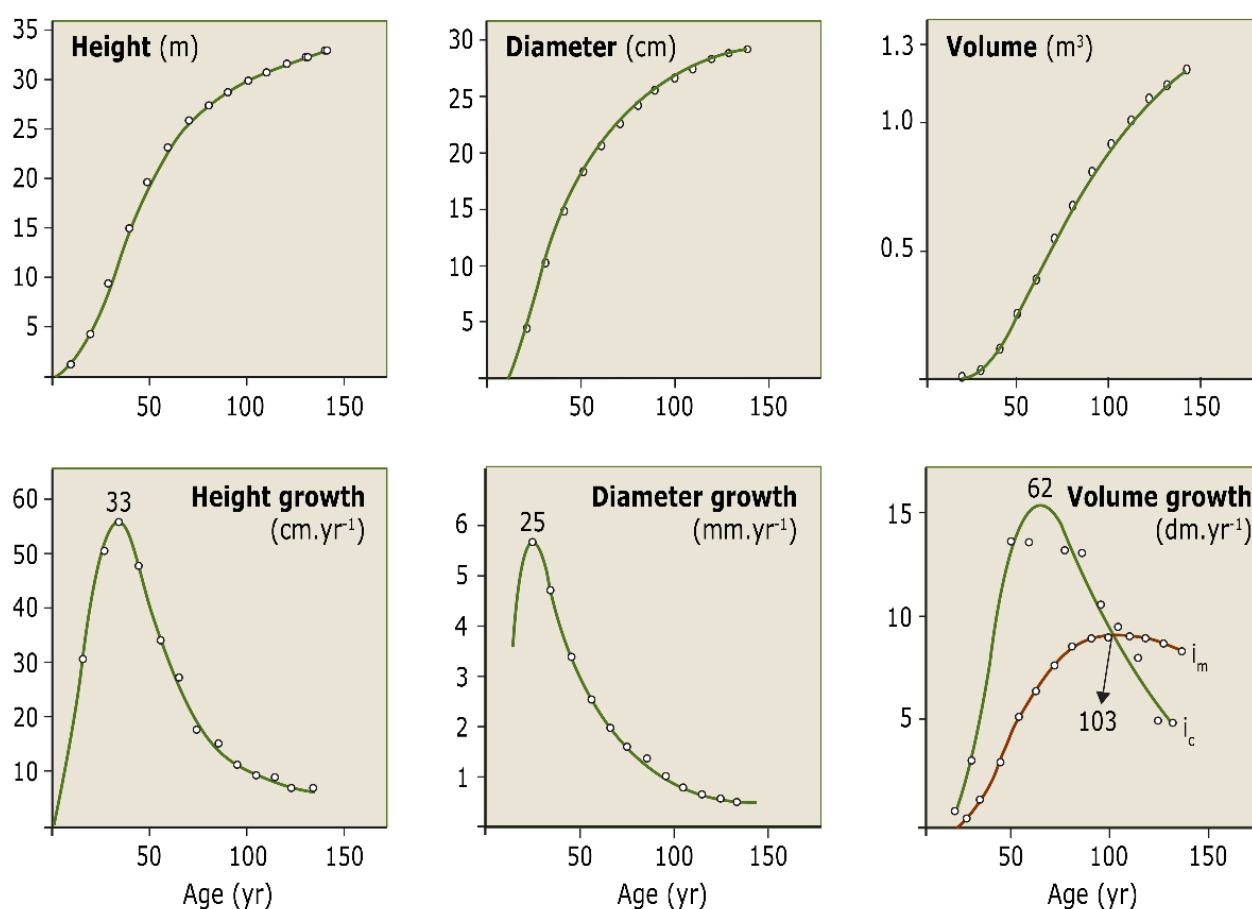 Height (m)
35
30
25
20
15
10
5
50 100 150
Diameter (cm)
30
25
20
15
10
5
50 100 150
Volume (m³)
1.3
1.0
0.5
50 100 150
Height growth
(cm.yr⁻¹)
33
60
50
40
30
20
10
50 100 150
Age (yr)
Diameter growth
(mm.yr⁻¹)
25
6
5
4
3
2
1
50 100 150
Age (yr)
Volume growth
(dm.yr⁻¹)
62
15
10
5
103
i_m
i_c
50 100 150
Age (yr)